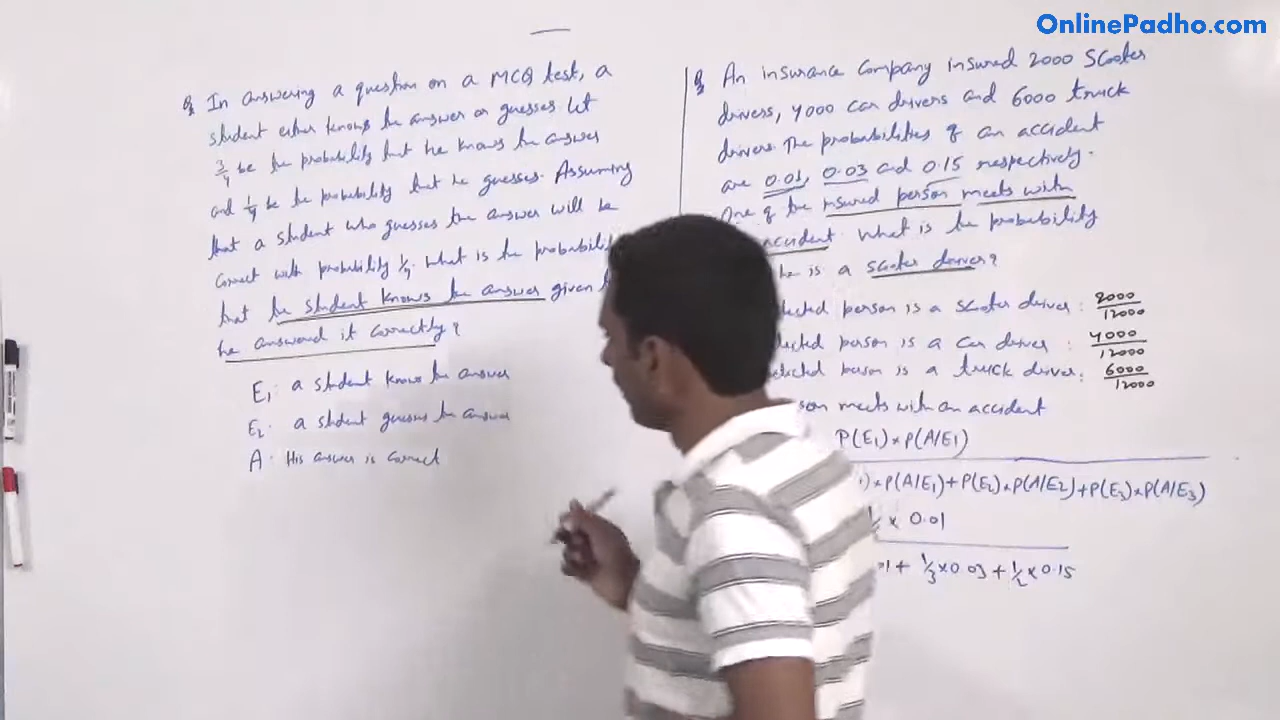 OnlinePadho.com
Q In answering a question on a MCQ test, a
student either knows the answer or guesses let
3/4 be the probability that he knows the answer
and 1/4 be the probability that he guesses. Assuming
that a student who guesses the answer will be
correct with probability 1/4. What is the probability
that the student knows the answer given
he answered it correctly?
E1: a student knows the answer
E2: a student guesses the answer
A: His answer is correct
Q An insurance company insured 2000 scooter
drivers, 4000 car drivers and 6000 truck
drivers. The probabilities of an accident
are 0.01, 0.03 and 0.15 respectively.
One of the insured person meets with
accident. What is the probability
he is a scooter driver?
person is a scooter driver: 2000/12000
person is a car driver: 4000/12000
person is a truck driver: 6000/12000
meets with an accident
P(E1)×P(A/E1)
×P(A/E1)+P(E2)×P(A/E2)+P(E3)×P(A/E3)
× 0.01
+ 1/3×0.03 + 1/2×0.15